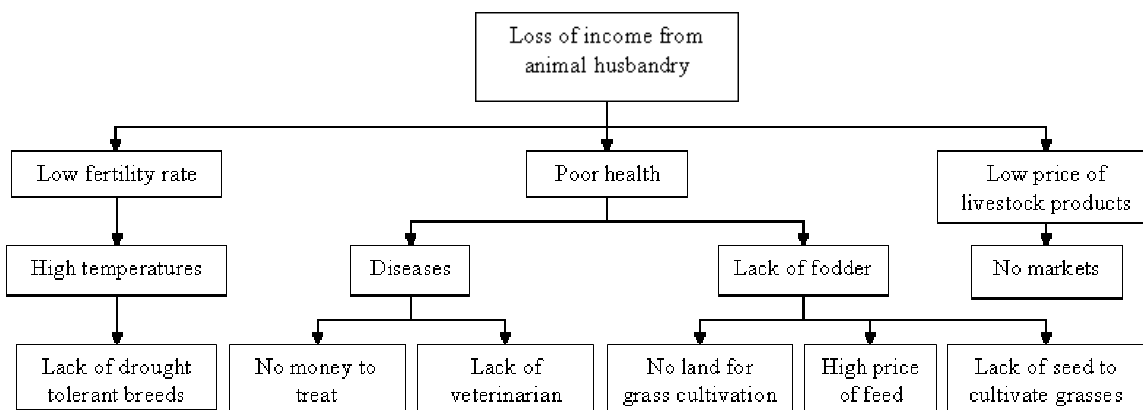 Loss of income from
animal husbandry
Low fertility rate
Poor health
Low price of
livestock products
High temperatures
Diseases
Lack of fodder
No markets
Lack of drought
tolerant breeds
No money to
treat
Lack of
veterinarian
No land for
grass cultivation
High price
of feed
Lack of seed to
cultivate grasses